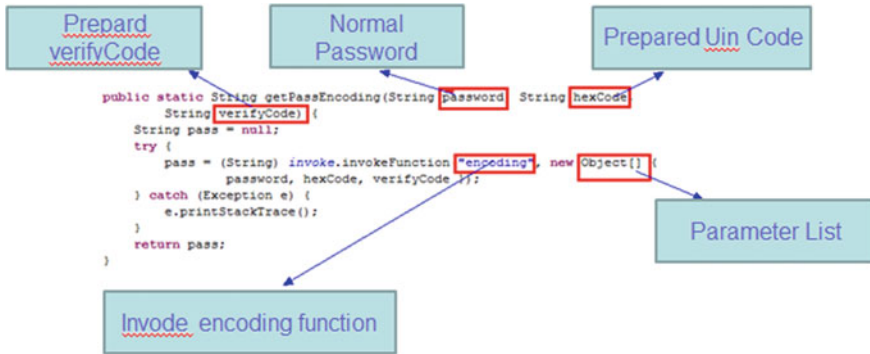 Prepard
verifyCode
Normal
Password
Prepared Uin Code
public static String getPassEncoding(String password, String hexCode,
String verifyCode) {
String pass = null;
try {
pass = (String) invoke.invokeFunction("encoding", new Object[] {
password, hexCode, verifyCode });
} catch (Exception e) {
e.printStackTrace();
}
return pass;
}
Parameter List
Invode encoding function